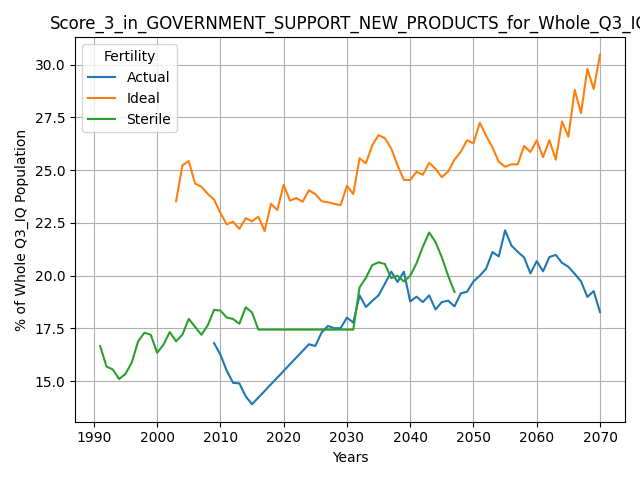 Score_3_in_GOVERNMENT_SUPPORT_NEW_PRODUCTS_for_Whole_Q3_IQ
Fertility
Actual
Ideal
Sterile
% of Whole Q3_IQ Population
30.0
27.5
25.0
22.5
20.0
17.5
15.0
1990 2000 2010 2020 2030 2040 2050 2060 2070
Years